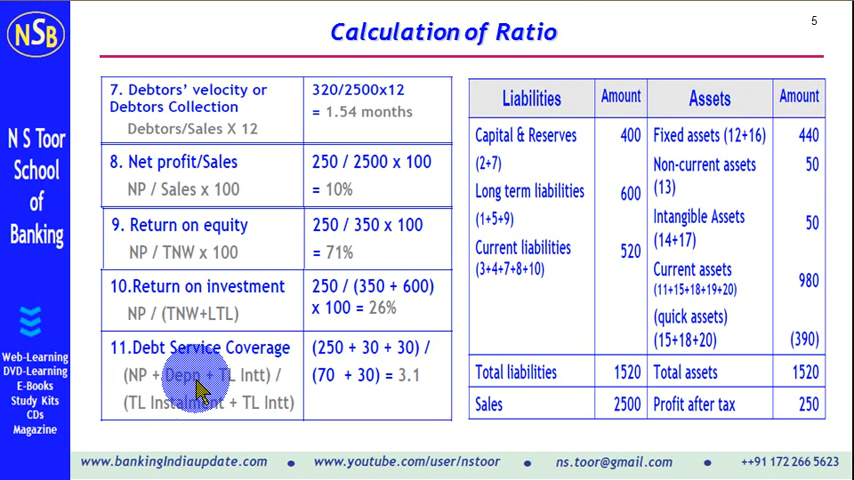 5
NSB
N S Toor
School
of
Banking
Web-Learning
DVD-Learning
E-Books
Study Kits
CDs
Magazine
Calculation of Ratio
7. Debtors' velocity or
Debtors Collection
Debtors/Sales X 12
320/2500x12
= 1.54 months
8. Net profit/Sales
NP / Sales x 100
250 / 2500 x 100
= 10%
9. Return on equity
NP / TNW x 100
250 / 350 x 100
= 71%
10.Return on investment
NP / (TNW+LTL)
250 / (350 + 600)
x 100 = 26%
11.Debt Service Coverage
(NP + Depn + TL Intt) /
(TL Instalment + TL Intt)
(250 + 30 + 30) /
(70 + 30) = 3.1
Liabilities Amount Assets Amount
Capital & Reserves 400 Fixed assets (12+16) 440
(2+7) Non-current assets 50
Long term liabilities 600 (13)
(1+5+9) Intangible Assets 50
Current liabilities 520 (14+17)
(3+4+7+8+10) Current assets 980
(11+15+18+19+20)
(quick assets)
(15+18+20) (390)
Total liabilities 1520 Total assets 1520
Sales 2500 Profit after tax 250
www.bankingIndiaupdate.com ● www.youtube.com/user/nstoor ● ns.toor@gmail.com ● ++91 172 266 5623